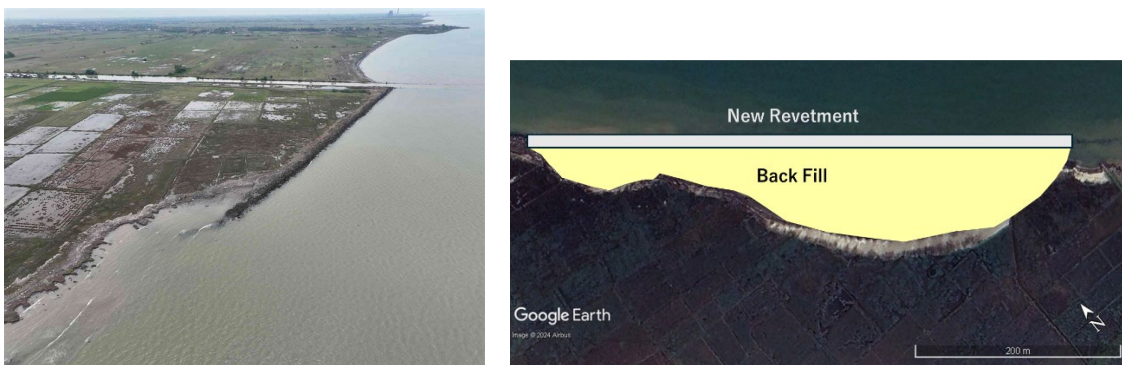 New Revetment
Back Fill
Google Earth
Image © 2024 Airbus
N
200 m